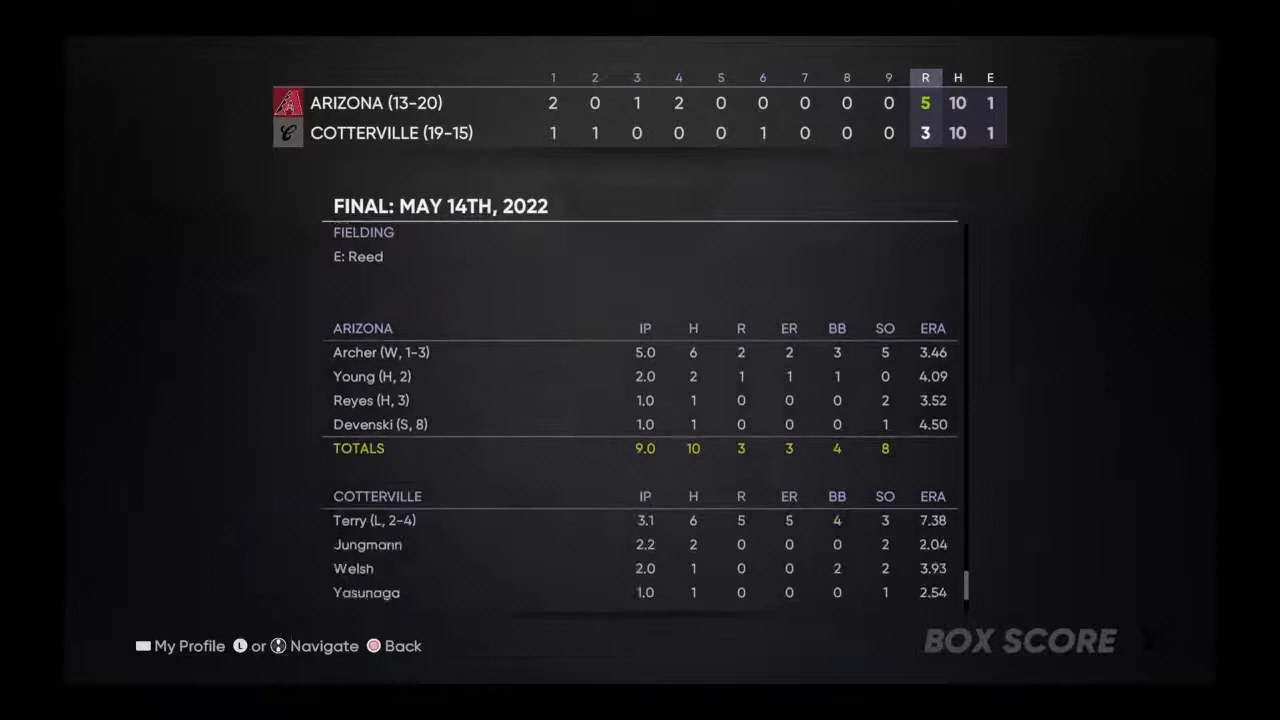 1 2 3 4 5 6 7 8 9 R H E
A ARIZONA (13-20) 2 0 1 2 0 0 0 0 0 5 10 1
C COTTERVILLE (19-15) 1 1 0 0 0 1 0 0 0 3 10 1
FINAL: MAY 14TH, 2022
FIELDING
E: Reed
ARIZONA IP H R ER BB SO ERA
Archer (W, 1-3) 5.0 6 2 2 3 5 3.46
Young (H, 2) 2.0 2 1 1 1 0 4.09
Reyes (H, 3) 1.0 1 0 0 0 2 3.52
Devenski (S, 8) 1.0 1 0 0 0 1 4.50
TOTALS 9.0 10 3 3 4 8
COTTERVILLE IP H R ER BB SO ERA
Terry (L, 2-4) 3.1 6 5 5 4 3 7.38
Jungmann 2.2 2 0 0 0 2 2.04
Welsh 2.0 1 0 0 2 2 3.93
Yasunaga 1.0 1 0 0 0 1 2.54
My Profile L or Navigate Back
BOX SCORE